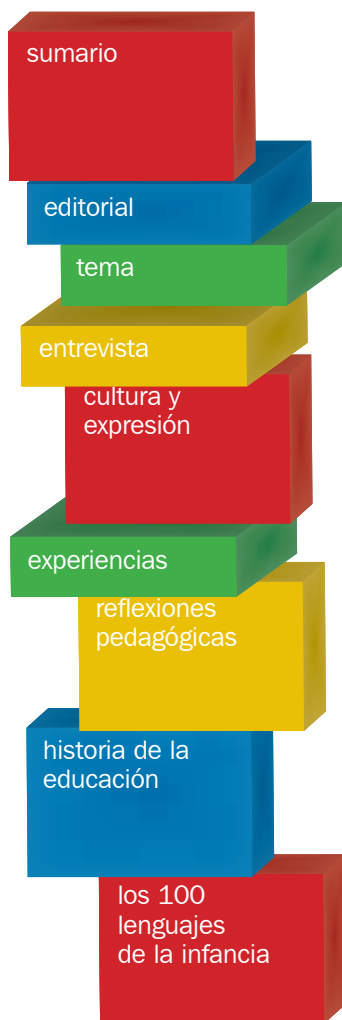 sumario
editorial
tema
entrevista
cultura y
expresión
experiencias
reflexiones
pedagógicas
historia de la
educación
los 100
lenguajes
de la infancia